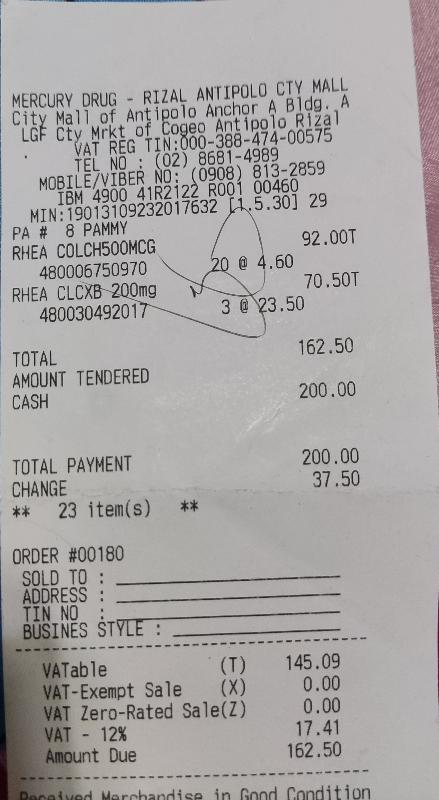 MERCURY DRUG - RIZAL ANTIPOLO CTY MALL
City Mall of Antipolo Anchor A Bldg. A
LGF Cty Mrkt of Cogeo Antipolo Rizal
VAT REG TIN:000-388-474-00575
TEL NO : (02) 8681-4989
MOBILE/VIBER NO: (0908) 813-2859
IBM 4900 41R2122 R001 00460
MIN:19013109232017632 [1.5.30] 29
PA # 8 PAMMY
RHEA COLCH500MCG 92.00T
480006750970 20 @ 4.60
RHEA CLCXB 200mg 70.50T
480030492017 3 @ 23.50
TOTAL 162.50
AMOUNT TENDERED
CASH 200.00
TOTAL PAYMENT 200.00
CHANGE 37.50
** 23 item(s) **
ORDER #00180
SOLD TO :
ADDRESS :
TIN NO :
BUSINES STYLE :
VATable (T) 145.09
VAT-Exempt Sale (X) 0.00
VAT Zero-Rated Sale(Z) 0.00
VAT - 12% 17.41
Amount Due 162.50
Received Merchandise in Good Condition